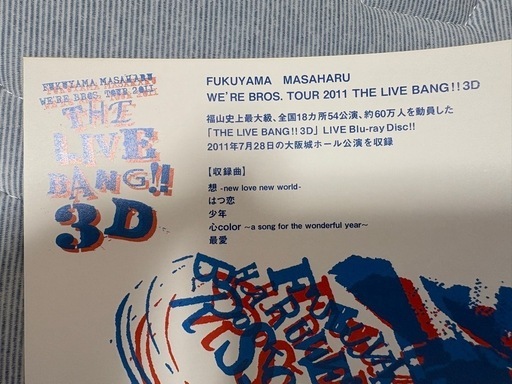 FUKUYAMA MASAHARU
WE'RE BROS. TOUR 2011
THE
LIVE
BANG!!
3D
FUKUYAMA MASAHARU
WE'RE BROS. TOUR 2011 THE LIVE BANG!!3D
福山史上最大級、全国18カ所54公演、約60万人を動員した
「THE LIVE BANG!! 3D」 LIVE Blu-ray Disc!!
2011年7月28日の大阪城ホール公演を収録
【収録曲】
想 -new love new world-
はつ恋
少年
心color ~a song for the wonderful year~
最愛